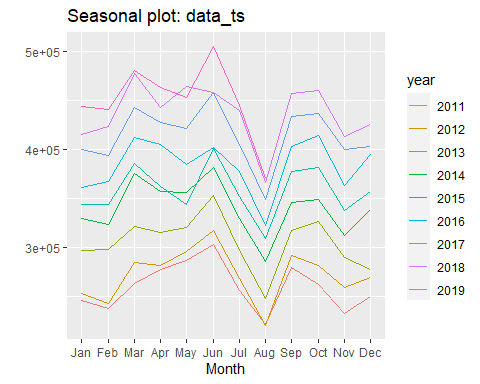 Seasonal plot: data_ts
5e+05
4e+05
3e+05
Jan Feb Mar Apr May Jun Jul Aug Sep Oct Nov Dec
Month
year
2011
2012
2013
2014
2015
2016
2017
2018
2019